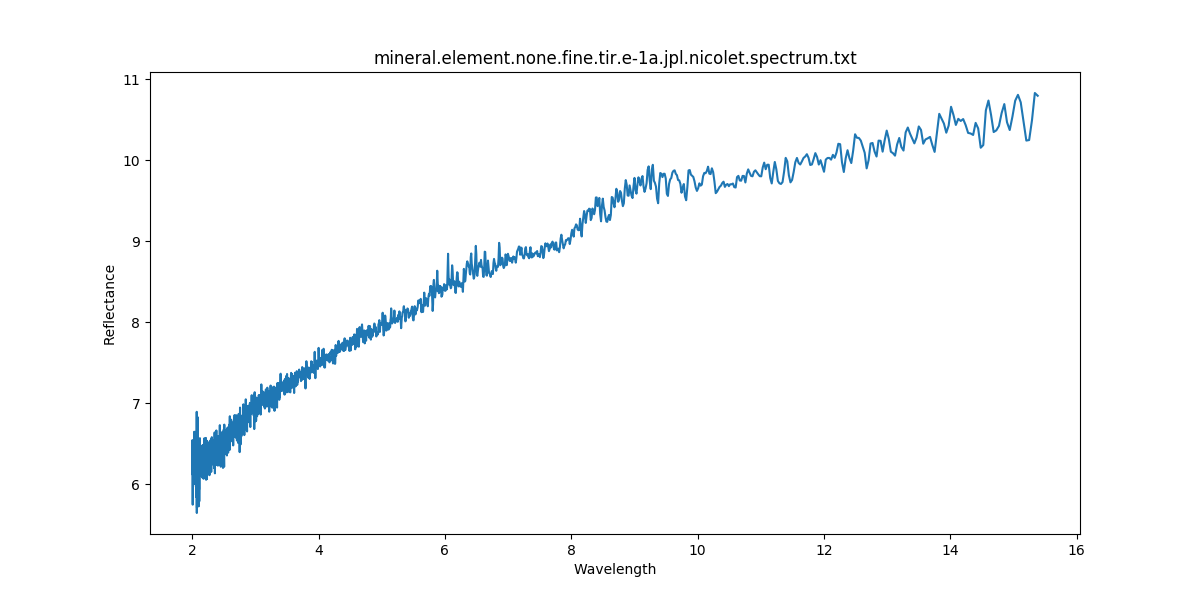 mineral.element.none.fine.tir.e-1a.jpl.nicolet.spectrum.txt
11
10
9
8
7
6
Reflectance
2 4 6 8 10 12 14 16
Wavelength